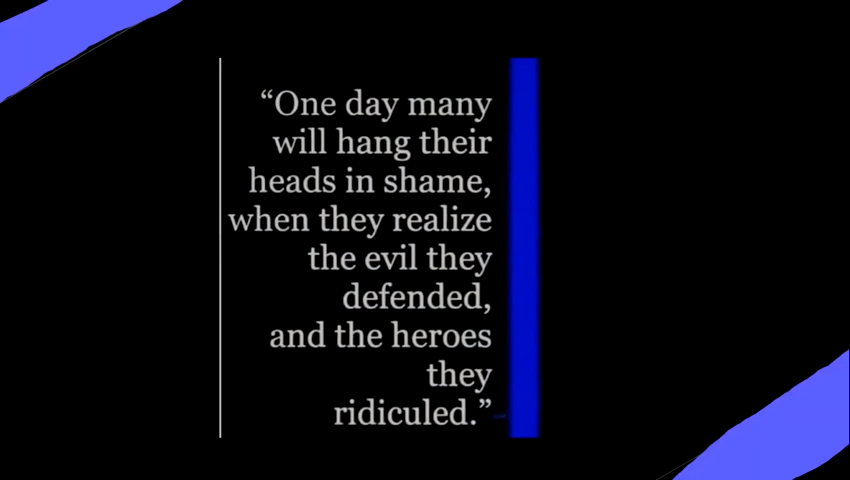 “One day many
will hang their
heads in shame,
when they realize
the evil they
defended,
and the heroes
they
ridiculed.”